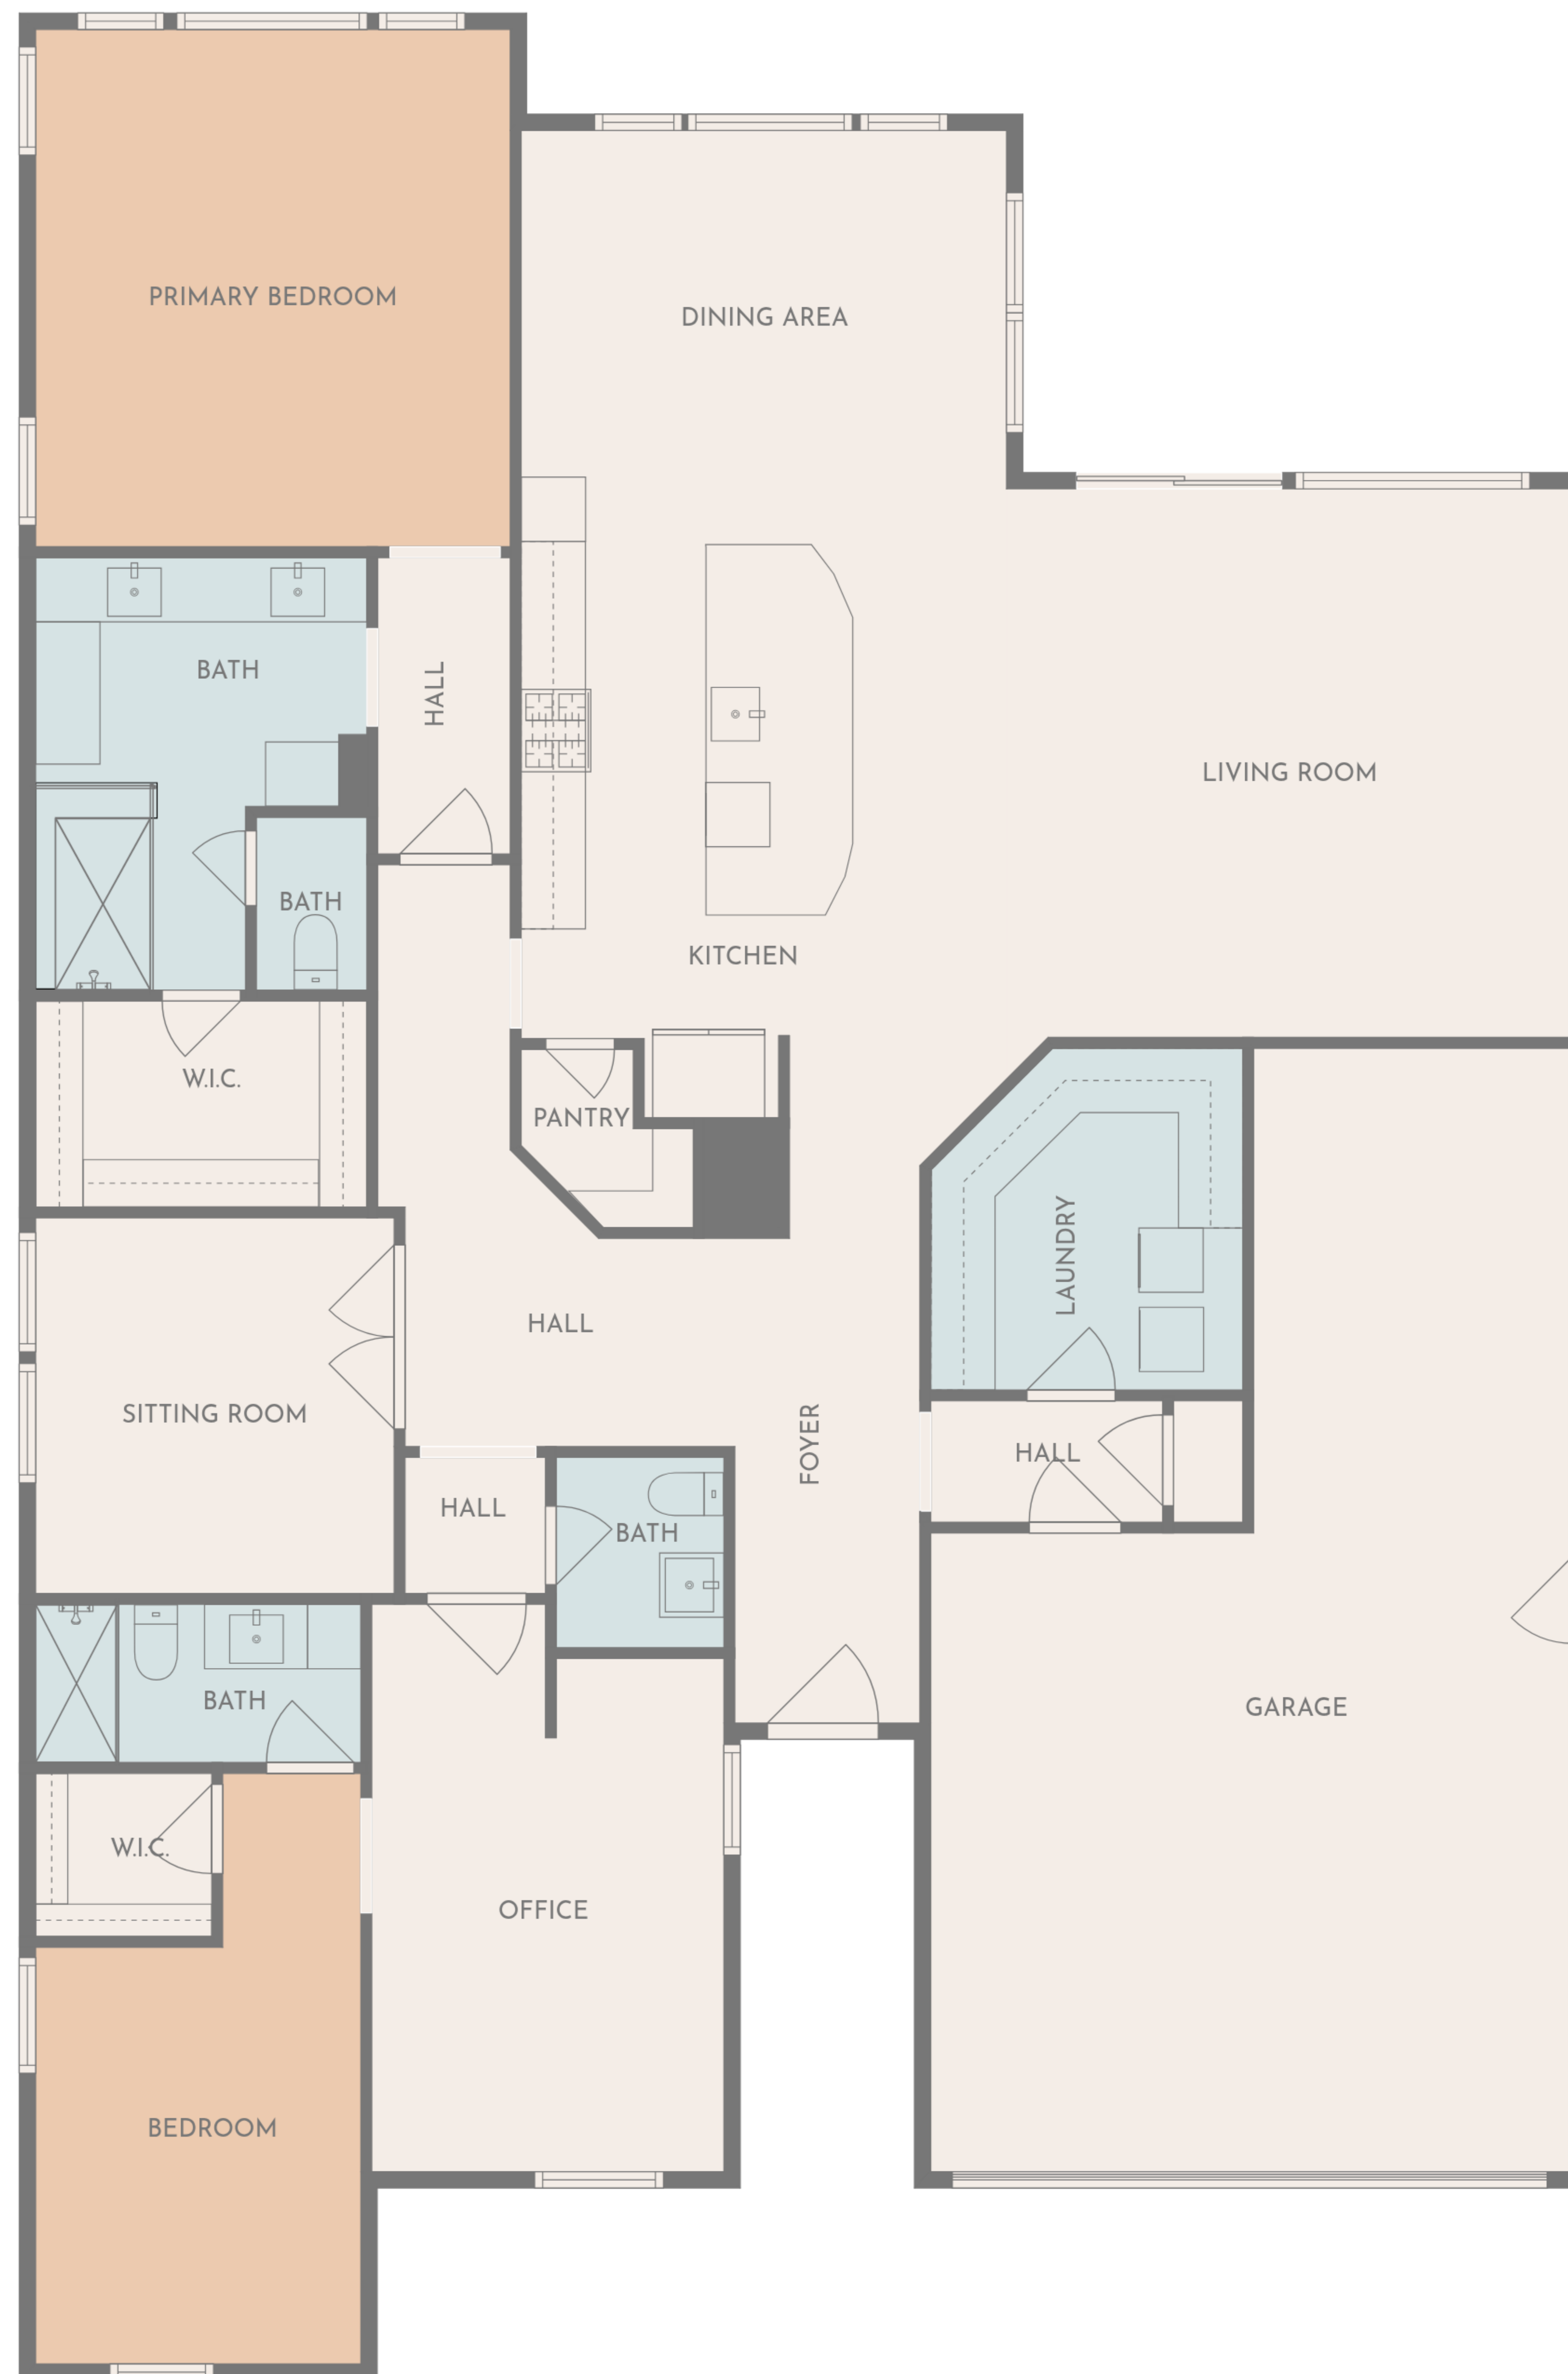 PRIMARY BEDROOM
DINING AREA
BATH
HALL
LIVING ROOM
BATH
KITCHEN
W.I.C.
PANTRY
LAUNDRY
HALL
SITTING ROOM
FOYER
HALL
HALL
BATH
BATH
GARAGE
W.I.C.
OFFICE
BEDROOM